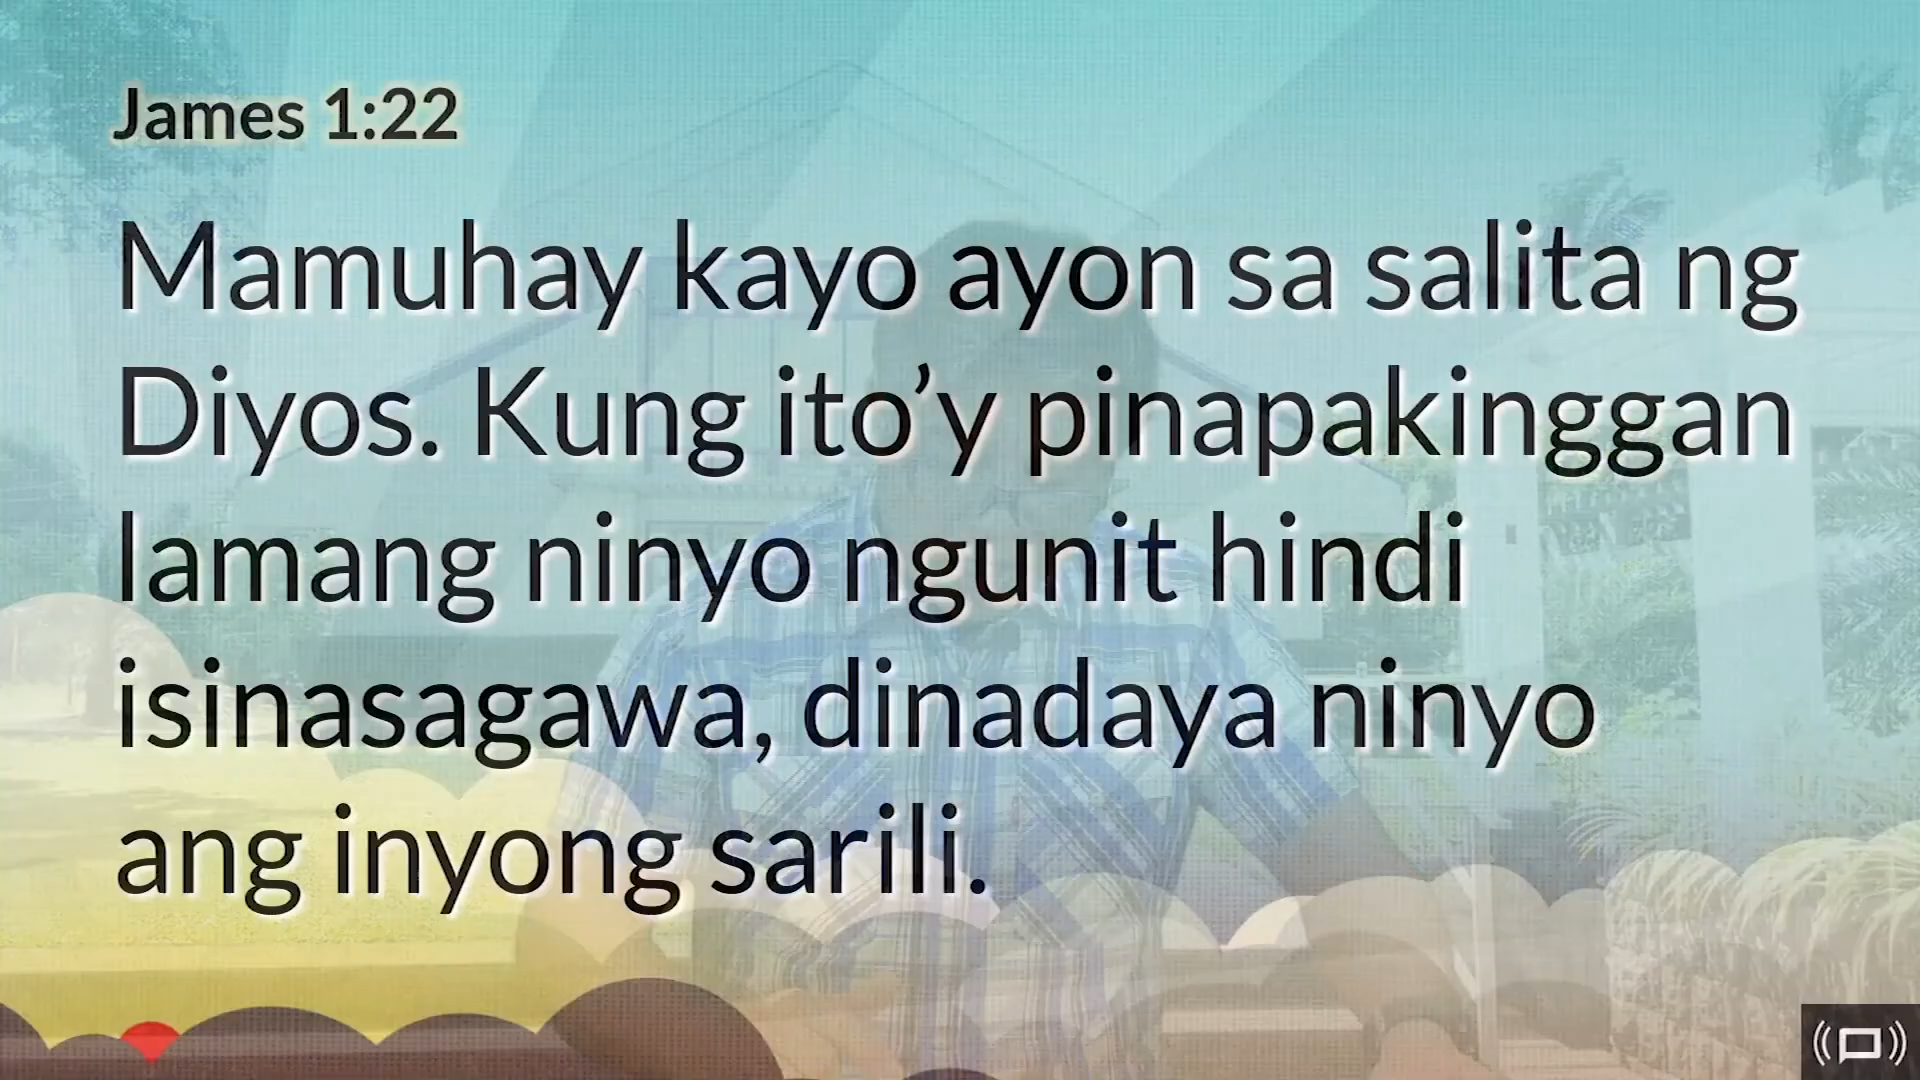 James 1:22
Mamuhay kayo ayon sa salita ng
Diyos. Kung ito’y pinapakinggan
lamang ninyo ngunit hindi
isinasagawa, dinadaya ninyo
ang inyong sarili.